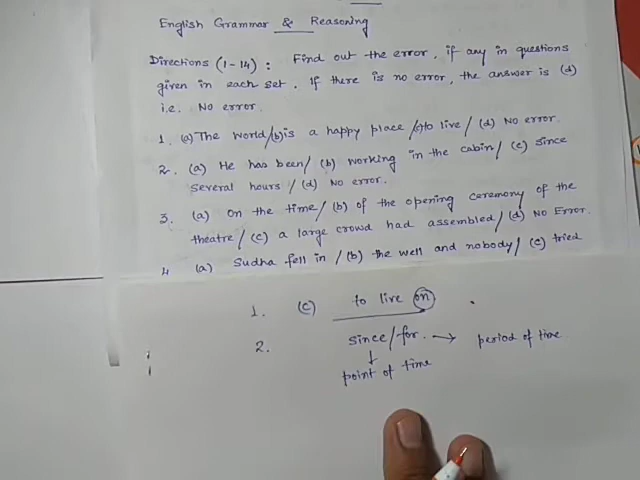 English Grammar & Reasoning
Directions (1-14) : Find out the error, if any in questions
given in each set. If there is no error, the answer is (d)
i.e. No error.
1. (a) The world/(b) is a happy place /(c) to live / (d) No error.
2. (a) He has been/ (b) working in the cabin/ (c) since
several hours / (d) No error.
3. (a) On the time/ (b) of the opening ceremony of the
theatre/ (c) a large crowd had assembled/ (d) No Error.
4 (a) Sudha fell in / (b) the well and nobody/ (c) tried
1. (c) to live on
2. since/for. → period of time
↓
point of time